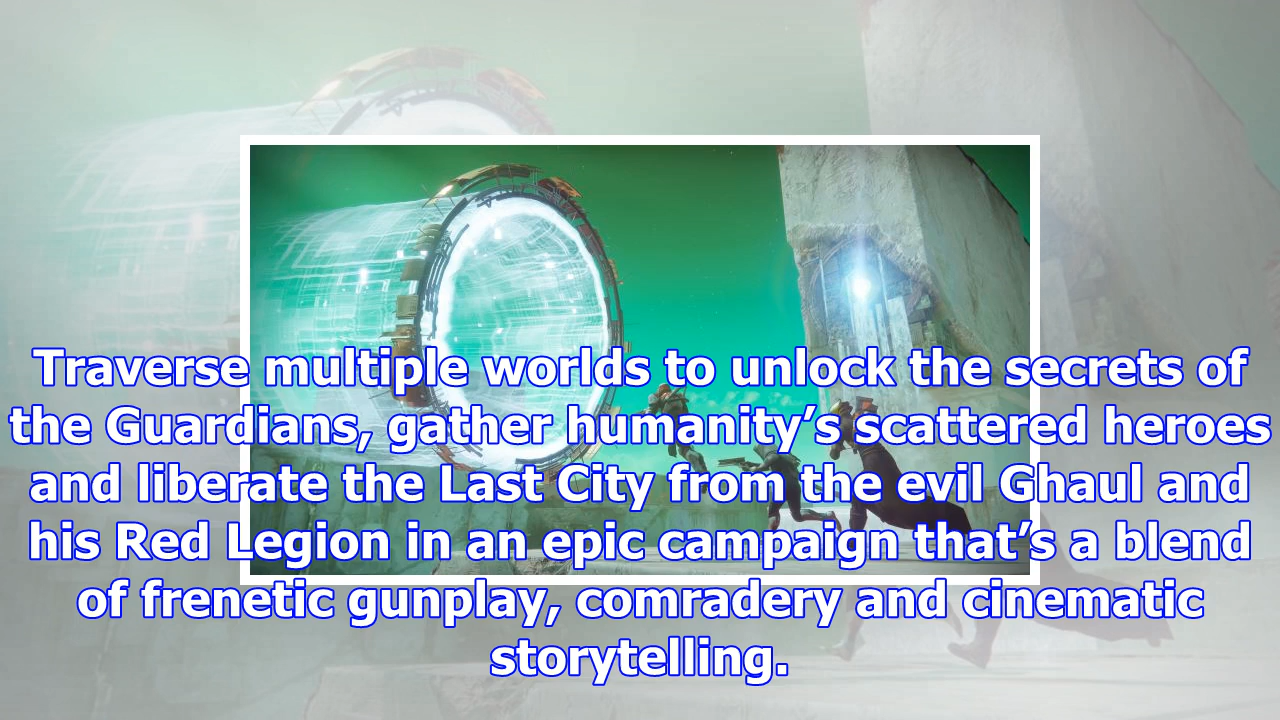 Traverse multiple worlds to unlock the secrets of
the Guardians, gather humanity’s scattered heroes
and liberate the Last City from the evil Ghaul and
his Red Legion in an epic campaign that’s a blend
of frenetic gunplay, comradery and cinematic
storytelling.